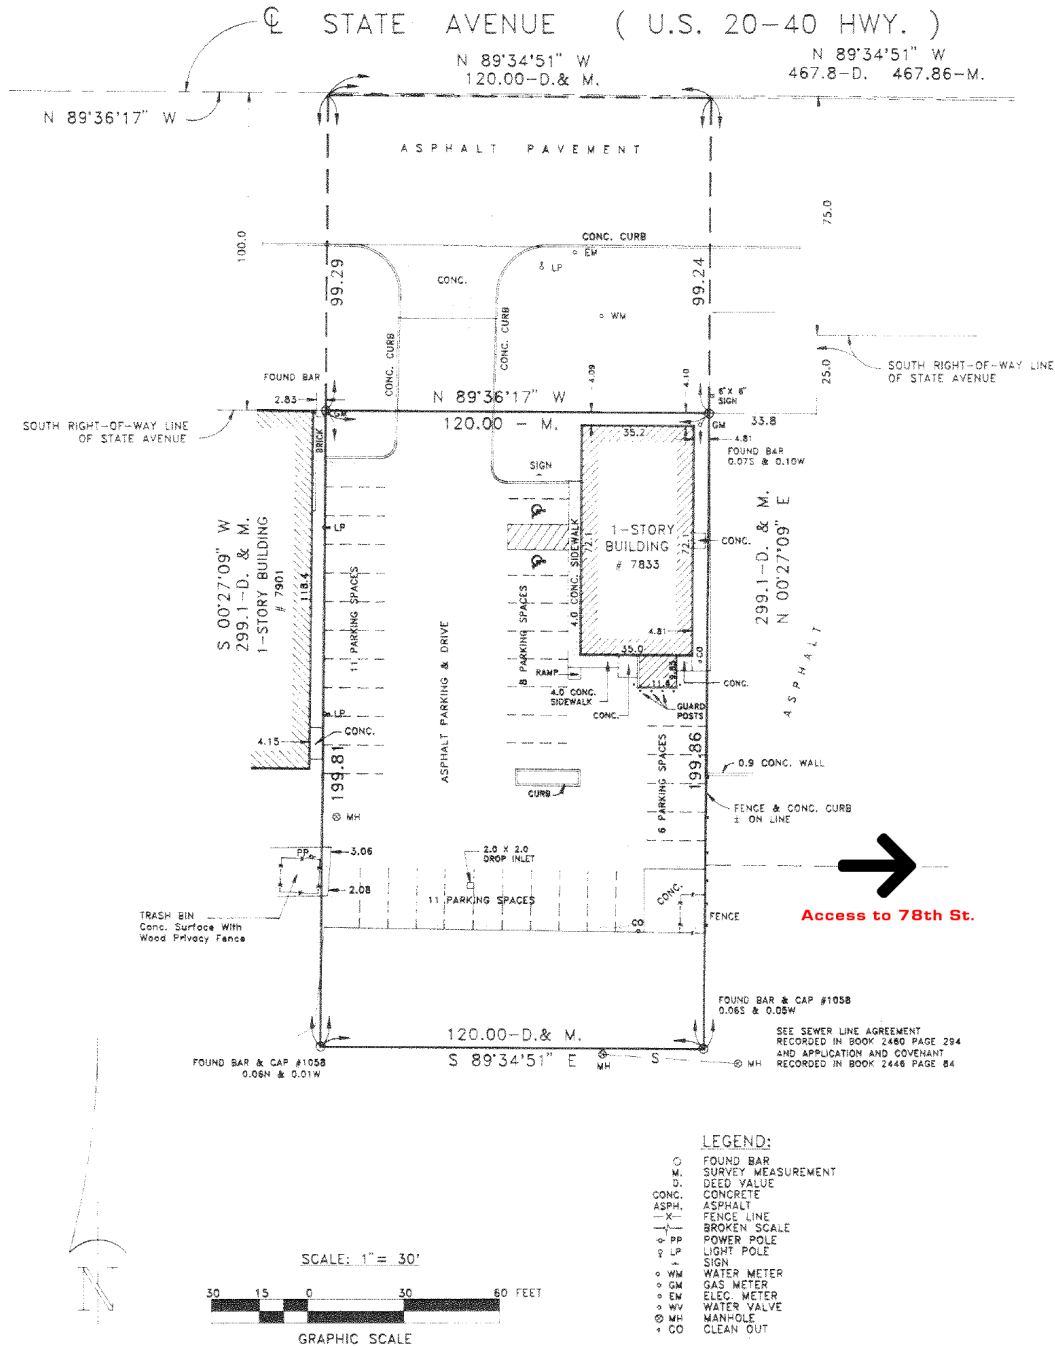 ℄ STATE AVENUE ( U.S. 20-40 HWY. )
N 89°34'51" W
120.00-D.& M.
N 89°34'51" W
467.8-D. 467.86-M.
N 89°36'17" W
ASPHALT PAVEMENT
100.0
99.29
CONC. CURB
EM
LP
CONC.
WM
99.24
75.0
25.0
CONC. CURB
CONC. CURB
SOUTH RIGHT-OF-WAY LINE
OF STATE AVENUE
FOUND BAR
2.83
GM
N 89°36'17" W
120.00 - M.
4.09
4.10
6" X 6"
SIGN
GM
33.8
SOUTH RIGHT-OF-WAY LINE
OF STATE AVENUE
BRICK
35.2
4.81
FOUND BAR
0.07S & 0.10W
SIGN
LP
S 00°27'09" W
299.1-D. & M.
1-STORY BUILDING
# 7901
118.4
11 PARKING SPACES
ASPHALT PARKING & DRIVE
8 PARKING SPACES
4.0 CONC. SIDEWALK
72.1
1-STORY
BUILDING
# 7833
72.1
CONC.
299.1-D. & M.
N 00°27'09" E
ASPHALT
4.81
35.0
CO
RAMP
4.0 CONC.
SIDEWALK
CONC.
11.6
9.85
CONC.
GUARD
POSTS
LP
CONC.
4.15
199.81
6 PARKING SPACES
199.86
0.9 CONC. WALL
CURB
FENCE & CONC. CURB
± ON LINE
MH
PP
3.06
2.08
2.0 X 2.0
DROP INLET
11 PARKING SPACES
CONC.
CO
FENCE
Access to 78th St.
TRASH BIN
Conc. Surface With
Wood Privacy Fence
FOUND BAR & CAP #1058
0.06S & 0.05W
120.00-D.& M.
S 89°34'51" E
S
MH
MH
SEE SEWER LINE AGREEMENT
RECORDED IN BOOK 2460 PAGE 294
AND APPLICATION AND COVENANT
RECORDED IN BOOK 2446 PAGE 84
FOUND BAR & CAP #1058
0.06N & 0.01W
N
LEGEND:
FOUND BAR
M. SURVEY MEASUREMENT
D. DEED VALUE
CONC. CONCRETE
ASPH. ASPHALT
—X— FENCE LINE
BROKEN SCALE
PP POWER POLE
LP LIGHT POLE
SIGN
WM WATER METER
GM GAS METER
EM ELEC. METER
WV WATER VALVE
MH MANHOLE
CO CLEAN OUT
SCALE: 1" = 30'
30 15 0 30 60 FEET
GRAPHIC SCALE